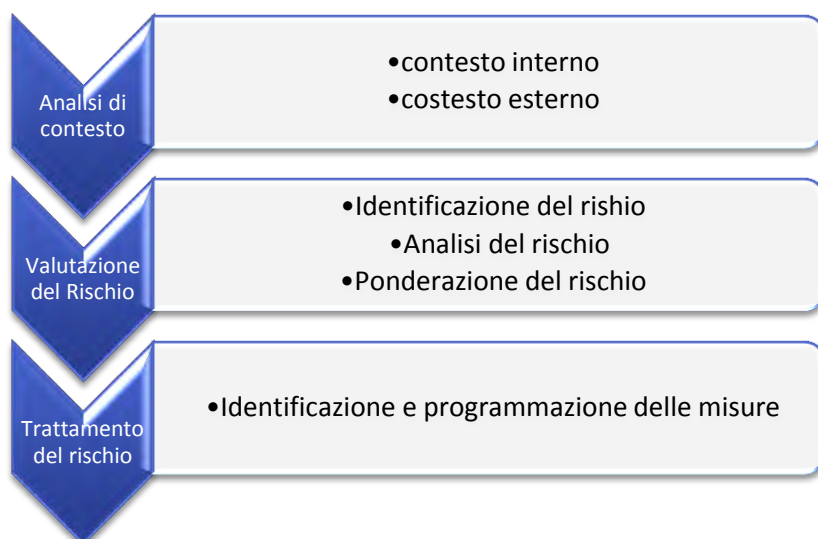 Analisi di
contesto
•contesto interno
•costesto esterno
Valutazione
del Rischio
•Identificazione del rishio
•Analisi del rischio
•Ponderazione del rischio
Trattamento
del rischio
•Identificazione e programmazione delle misure